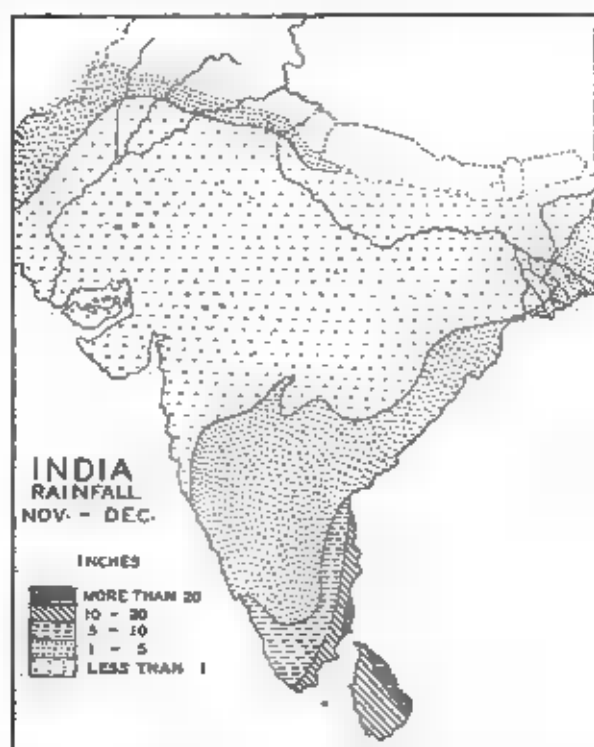 INDIA
RAINFALL
NOV. - DEC.
INCHES
MORE THAN 20
10 - 20
5 - 10
1 - 5
LESS THAN 1